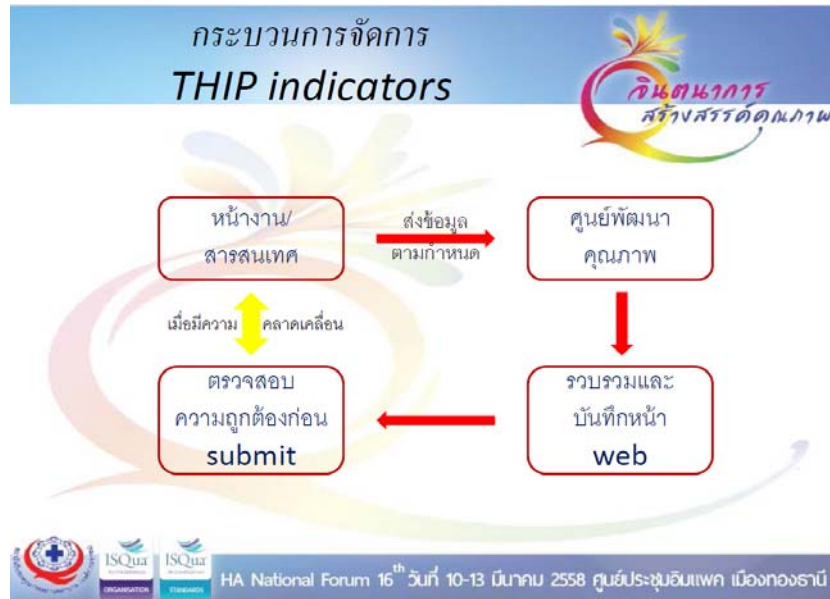 กระบวนการจัดการ
THIP indicators
จินตนาการ
สร้างสรรค์คุณภาพ
หน้างาน/
สารสนเทศ
ส่งข้อมูล
ตามกำหนด
ศูนย์พัฒนา
คุณภาพ
เมื่อมีความ คลาดเคลื่อน
ตรวจสอบ
ความถูกต้องก่อน
submit
รวบรวมและ
บันทึกหน้า
web
ISQua
ORGANISATION
ISQua
STANDARDS
HA National Forum 16th วันที่ 10-13 มีนาคม 2558 ศูนย์ประชุมอิมแพค เมืองทองธานี